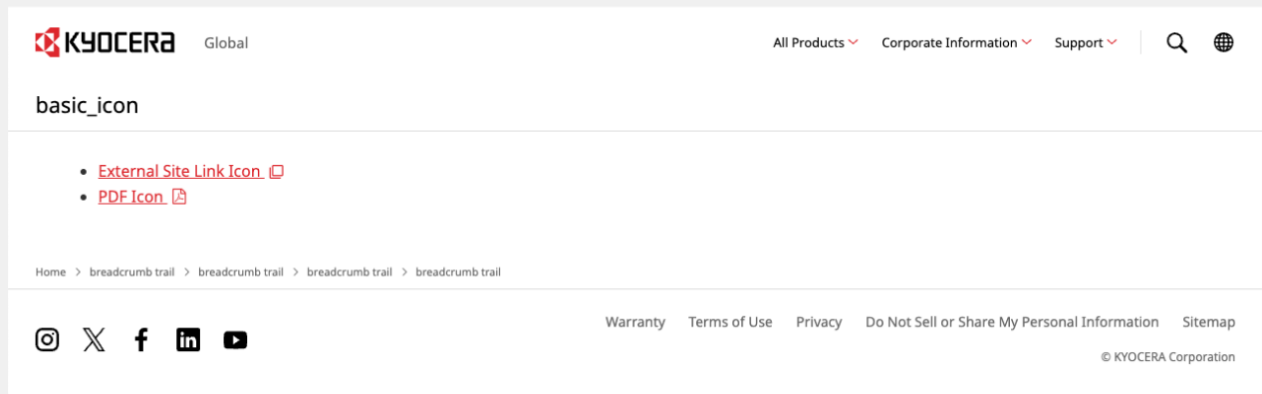 KYOCERA Global All Products Corporate Information Support
basic_icon
External Site Link Icon
PDF Icon
Home > breadcrumb trail > breadcrumb trail > breadcrumb trail > breadcrumb trail
Warranty Terms of Use Privacy Do Not Sell or Share My Personal Information Sitemap
© KYOCERA Corporation